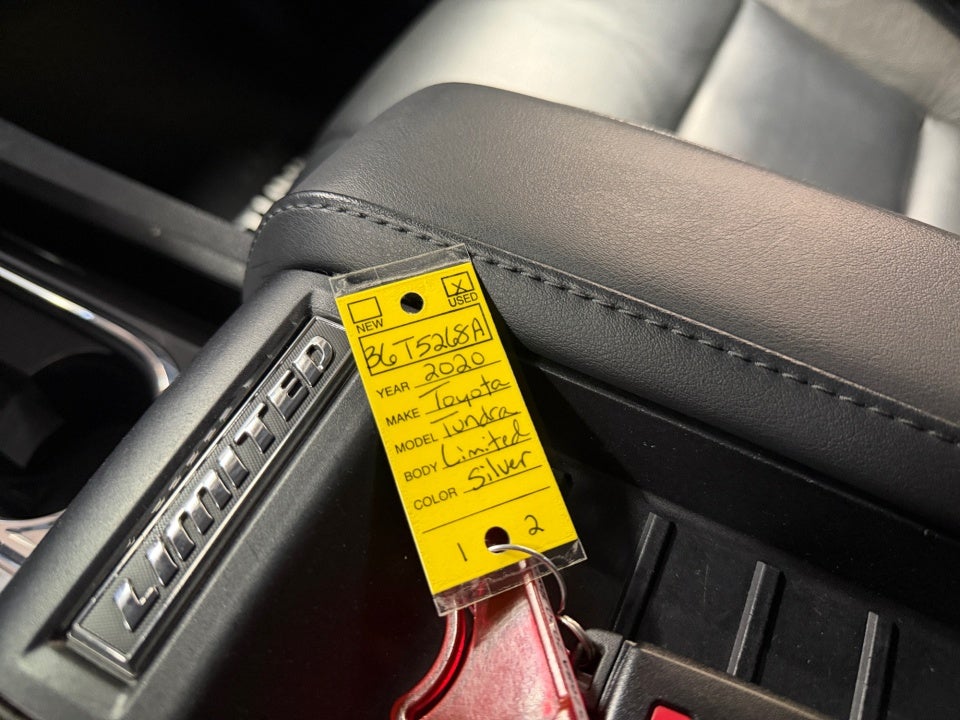 NEW
X
USED
B6T5268A
YEAR 2020
MAKE Toyota
MODEL Tundra
BODY Limited
COLOR Silver
1 2
LIMITED